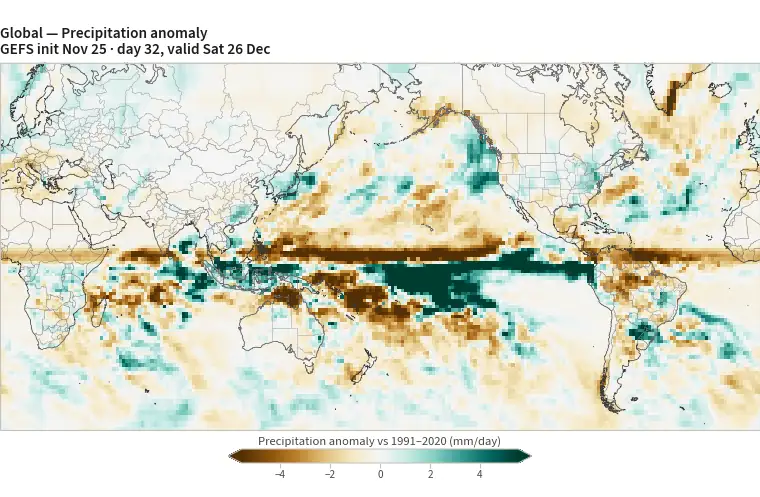 Global — Precipitation anomaly
GEFS init Nov 25 · day 32, valid Sat 26 Dec
Precipitation anomaly vs 1991–2020 (mm/day)
−4 −2 0 2 4